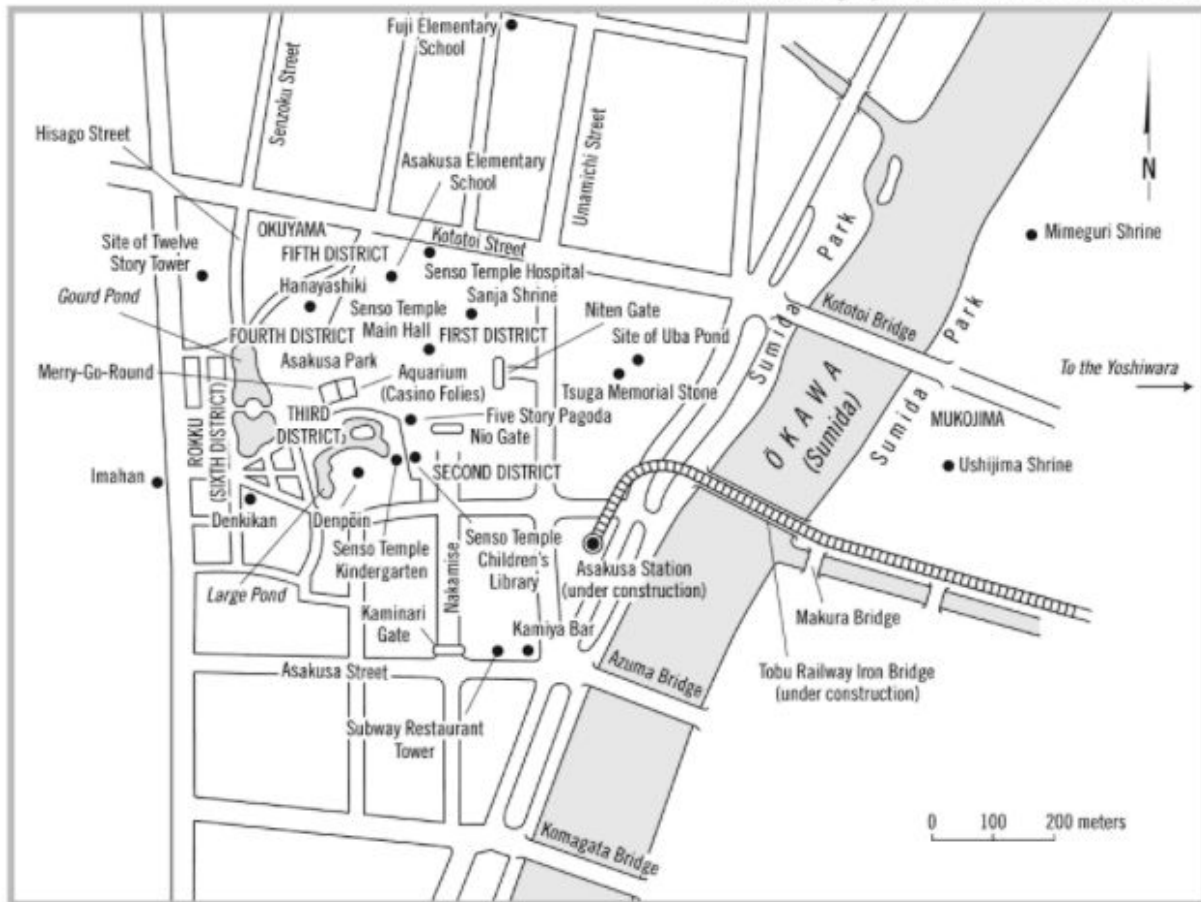 Fuji Elementary
School
Senzoku Street
Umamichi Street
Hisago Street
Asakusa Elementary
School
N
OKUYAMA
FIFTH DISTRICT
Kototoi Street
Site of Twelve
Story Tower
Senso Temple Hospital
Park
Mimeguri Shrine
Gourd Pond
Hanayashiki
Sanja Shrine
Senso Temple
Main Hall
Niten Gate
Kototoi Bridge
FOURTH DISTRICT
FIRST DISTRICT
Site of Uba Pond
Sumida
Park
Asakusa Park
Merry-Go-Round
Aquarium
(Casino Folies)
Tsuga Memorial Stone
To the Yoshiwara
THIRD
DISTRICT
Five Story Pagoda
Nio Gate
MUKOJIMA
ŌKAWA
(Sumida)
Sumida
ROKKU
(SIXTH DISTRICT)
Imahan
SECOND DISTRICT
Ushijima Shrine
Denkikan
Denpōin
Senso Temple
Kindergarten
Senso Temple
Children's
Library
Asakusa Station
(under construction)
Large Pond
Nakamise
Makura Bridge
Kaminari
Gate
Kamiya Bar
Asakusa Street
Azuma Bridge
Tobu Railway Iron Bridge
(under construction)
Subway Restaurant
Tower
Komagata Bridge
0 100 200 meters